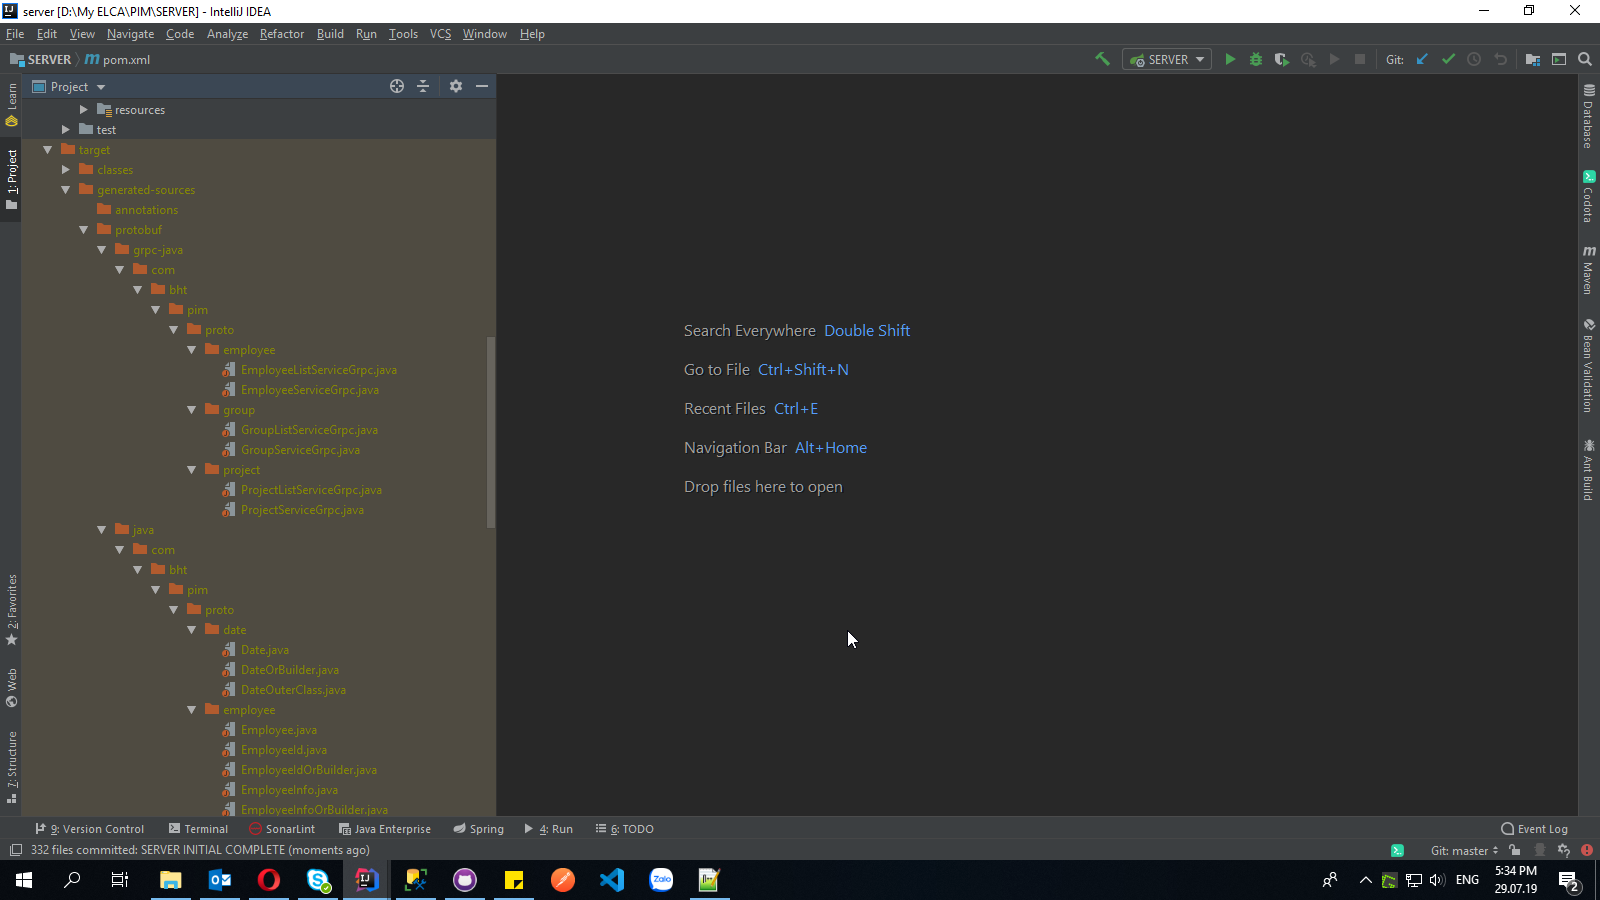 server [D:\My ELCA\PIM\SERVER] - IntelliJ IDEA
File Edit View Navigate Code Analyze Refactor Build Run Tools VCS Window Help
SERVER pom.xml
SERVER
Git:
Project
resources
test
target
classes
generated-sources
annotations
protobuf
grpc-java
com
bht
pim
proto
employee
EmployeeListServiceGrpc.java
EmployeeServiceGrpc.java
group
GroupListServiceGrpc.java
GroupServiceGrpc.java
project
ProjectListServiceGrpc.java
ProjectServiceGrpc.java
java
com
bht
pim
proto
date
Date.java
DateOrBuilder.java
DateOuterClass.java
employee
Employee.java
EmployeeId.java
EmployeeIdOrBuilder.java
EmployeeInfo.java
EmployeeInfoOrBuilder.java
Learn
1: Project
2: Favorites
Web
7: Structure
Search Everywhere Double Shift
Go to File Ctrl+Shift+N
Recent Files Ctrl+E
Navigation Bar Alt+Home
Drop files here to open
Database
Codota
m Maven
Bean Validation
Ant Build
9: Version Control Terminal SonarLint Java Enterprise Spring 4: Run 6: TODO Event Log
332 files committed: SERVER INITIAL COMPLETE (moments ago)
Git: master
Zalo
ENG
5:34 PM
29.07.19
2